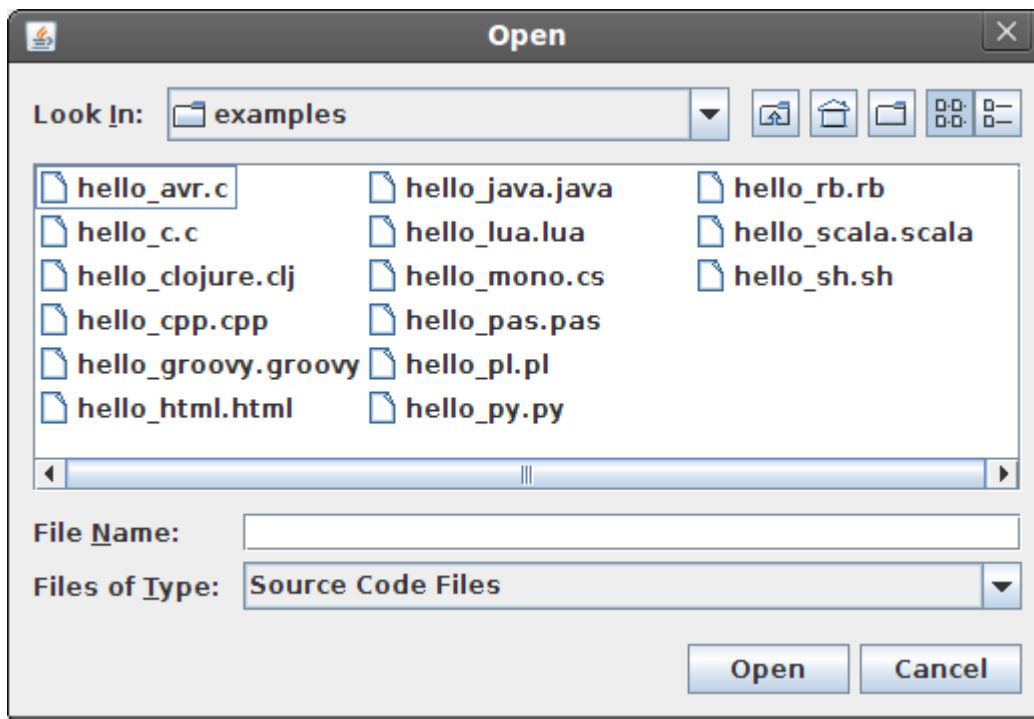 Open
Look In: examples
hello_avr.c
hello_c.c
hello_clojure.clj
hello_cpp.cpp
hello_groovy.groovy
hello_html.html
hello_java.java
hello_lua.lua
hello_mono.cs
hello_pas.pas
hello_pl.pl
hello_py.py
hello_rb.rb
hello_scala.scala
hello_sh.sh
File Name:
Files of Type: Source Code Files
Open Cancel